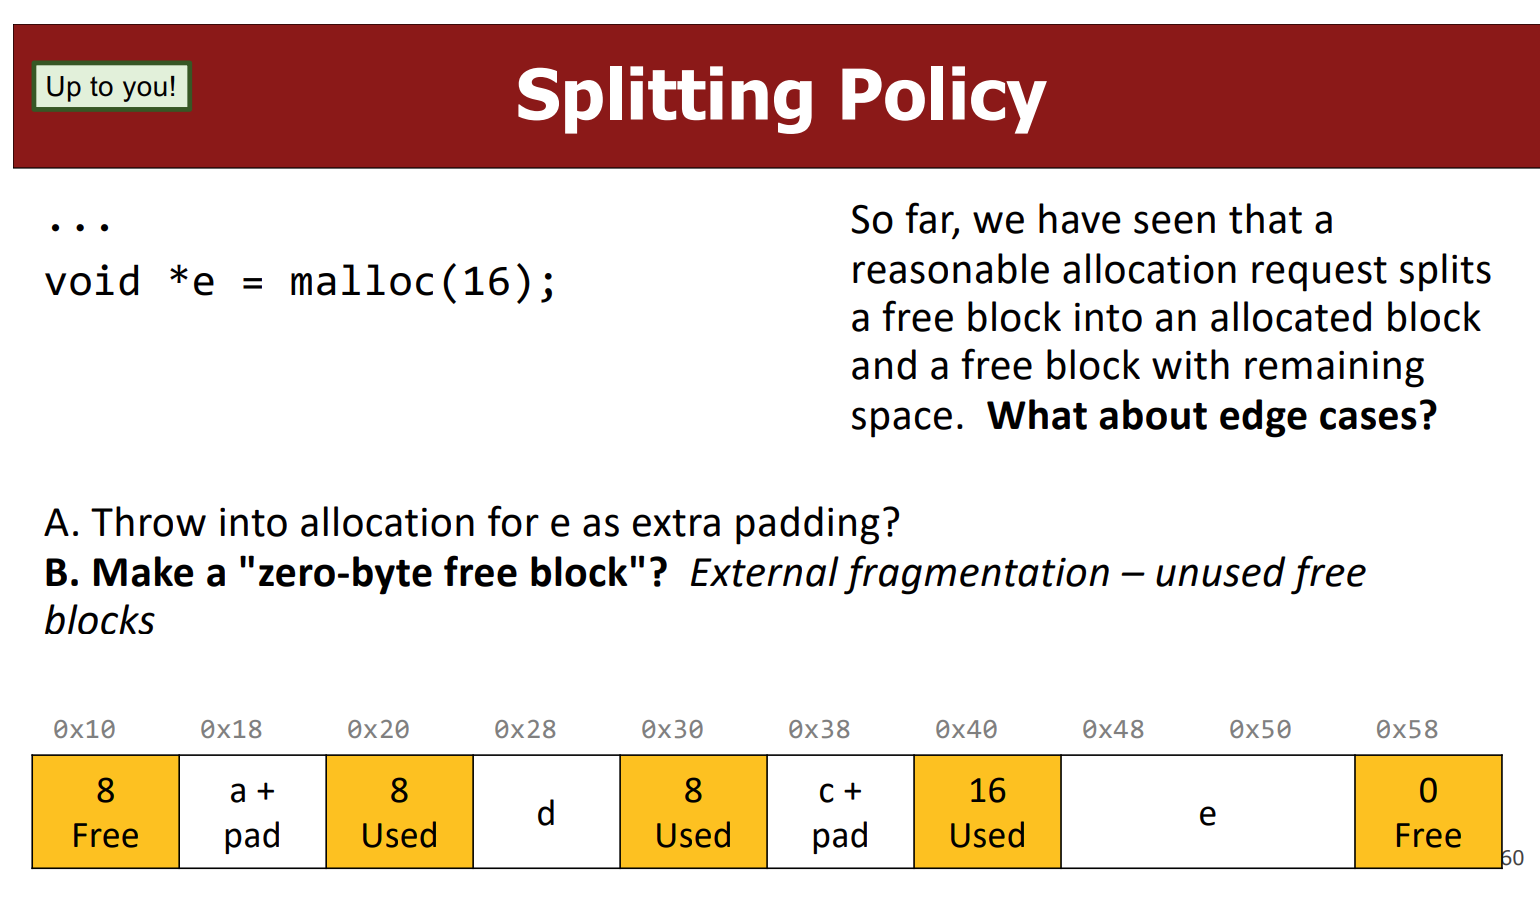 Up to you!
Splitting Policy
...
void *e = malloc(16);
So far, we have seen that a
reasonable allocation request splits
a free block into an allocated block
and a free block with remaining
space. What about edge cases?
A. Throw into allocation for e as extra padding?
B. Make a "zero-byte free block"? External fragmentation – unused free
blocks
0x10 0x18 0x20 0x28 0x30 0x38 0x40 0x48 0x50 0x58
8 a + 8 d 8 c + 16 e 0
Free pad Used Used pad Used Free
60